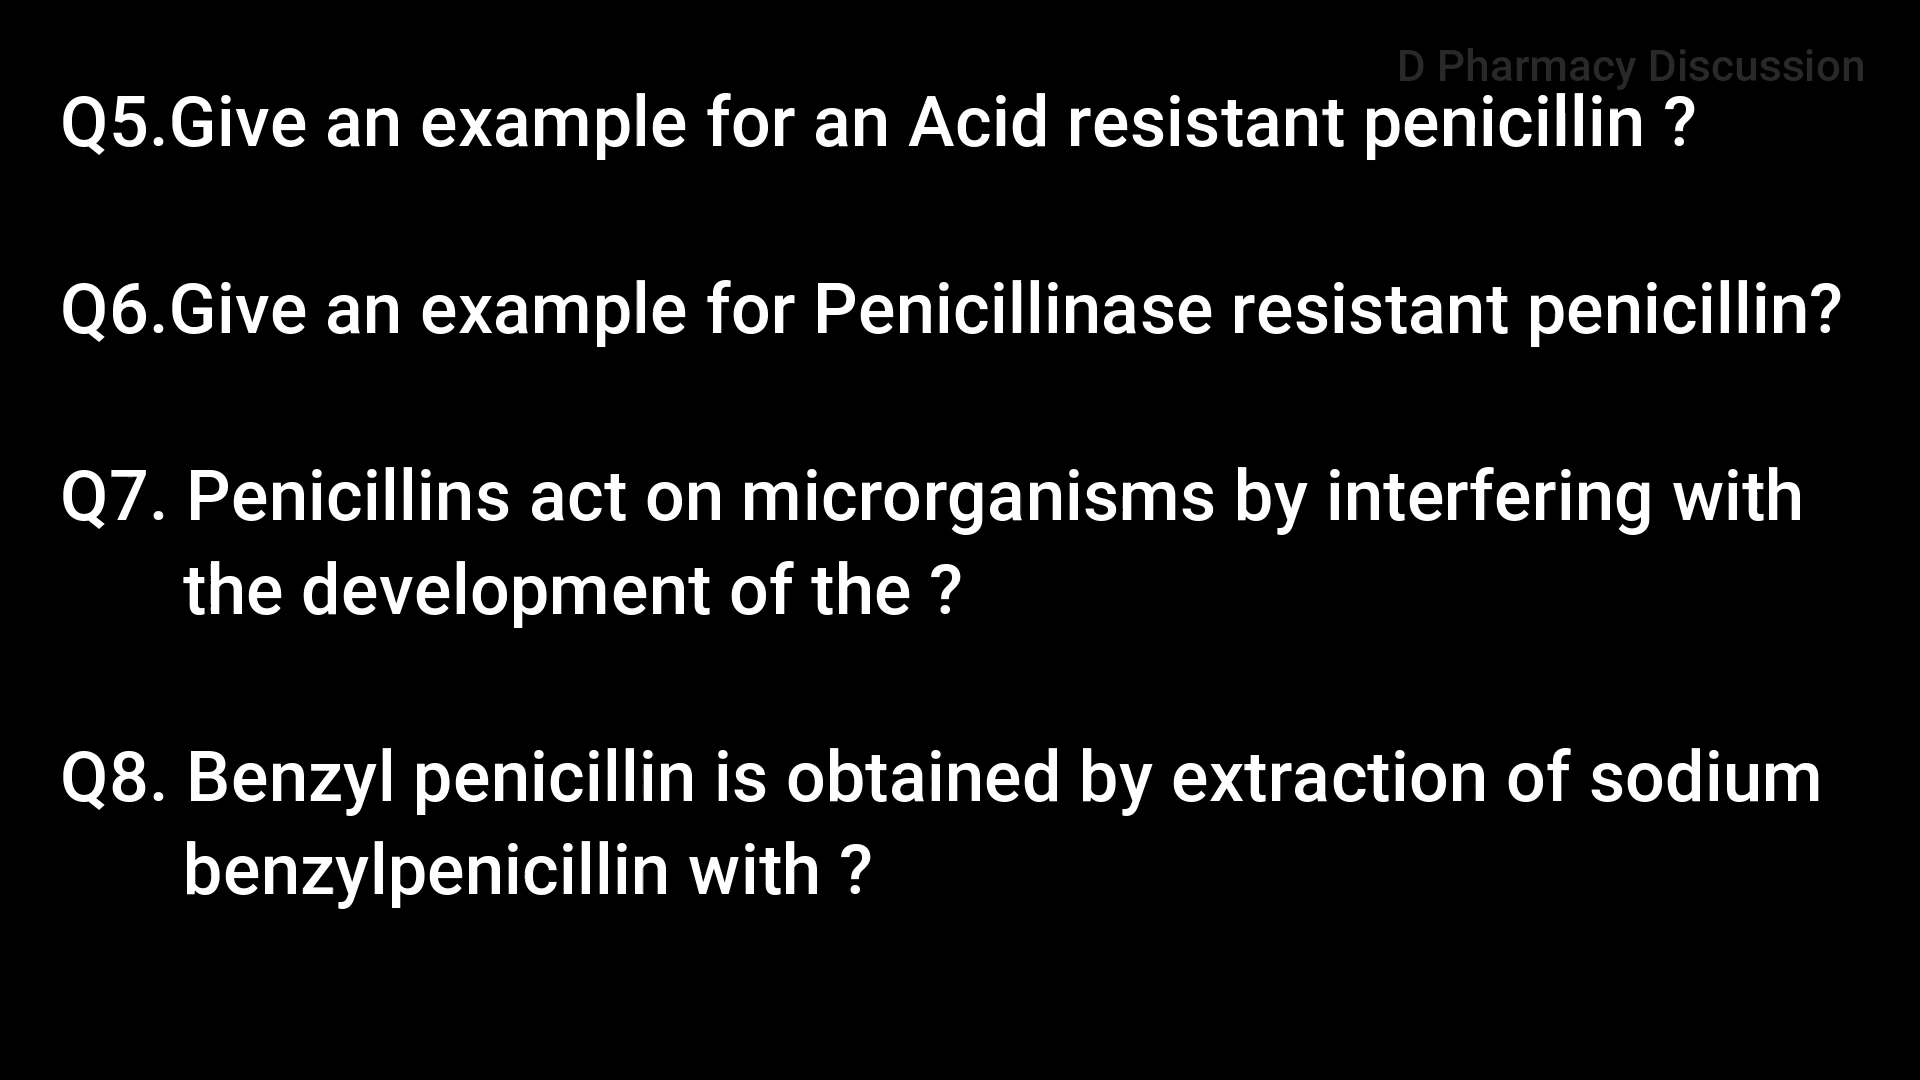 D Pharmacy Discussion
Q5.Give an example for an Acid resistant penicillin ?
Q6.Give an example for Penicillinase resistant penicillin?
Q7. Penicillins act on microrganisms by interfering with
the development of the ?
Q8. Benzyl penicillin is obtained by extraction of sodium
benzylpenicillin with ?